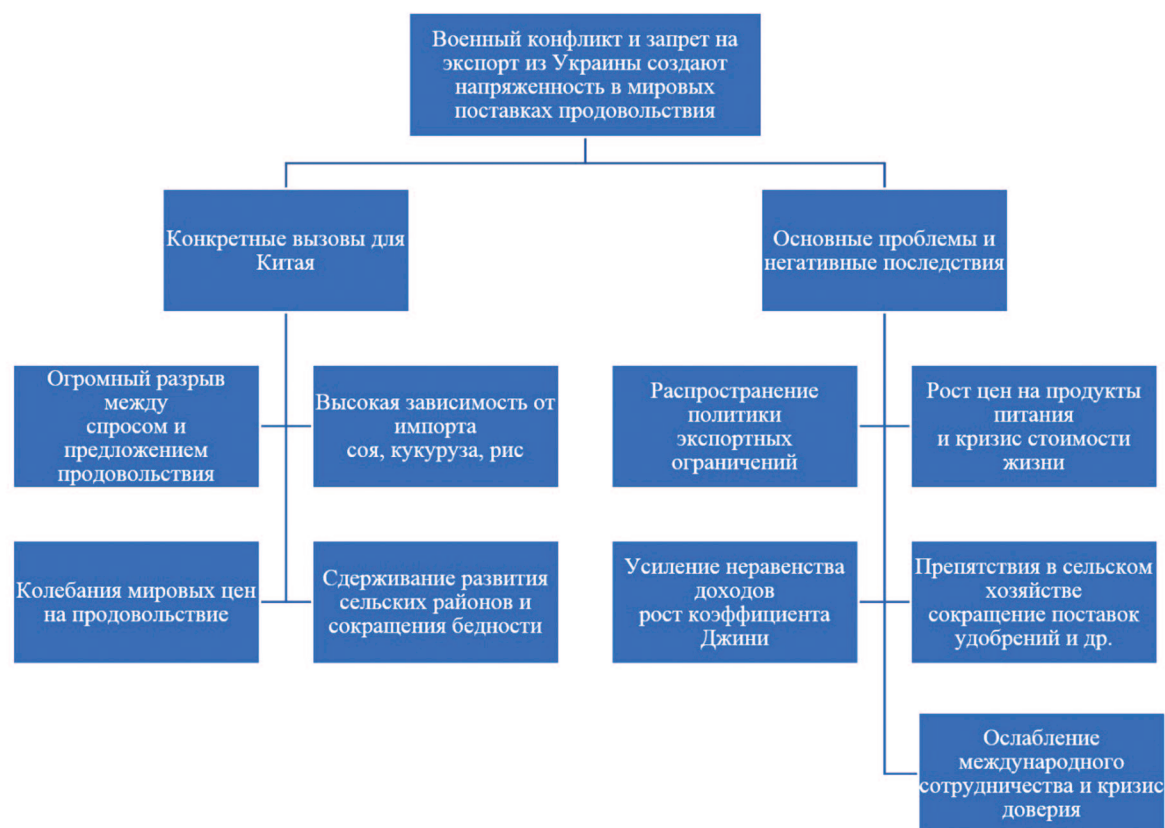 Военный конфликт и запрет на
экспорт из Украины создают
напряженность в мировых
поставках продовольствия
Конкретные вызовы для
Китая
Основные проблемы и
негативные последствия
Огромный разрыв
между
спросом и
предложением
продовольствия
Высокая зависимость от
импорта
соя, кукуруза, рис
Распространение
политики
экспортных
ограничений
Рост цен на продукты
питания
и кризис стоимости
жизни
Колебания мировых цен
на продовольствие
Сдерживание развития
сельских районов и
сокращения бедности
Усиление неравенства
доходов
рост коэффициента
Джини
Препятствия в сельском
хозяйстве
сокращение поставок
удобрений и др.
Ослабление
международного
сотрудничества и кризис
доверия